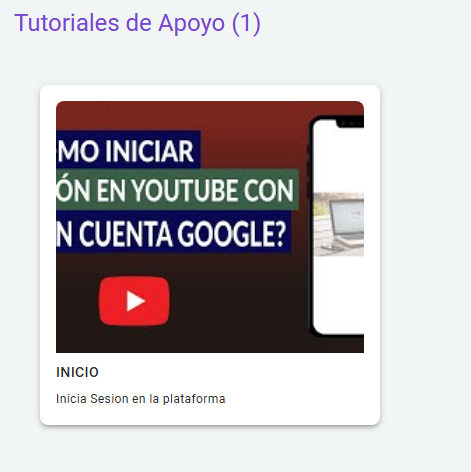 Tutoriales de Apoyo (1)
MO INICIAR
ÓN EN YOUTUBE CON
N CUENTA GOOGLE?
INICIO
Inicia Sesion en la plataforma